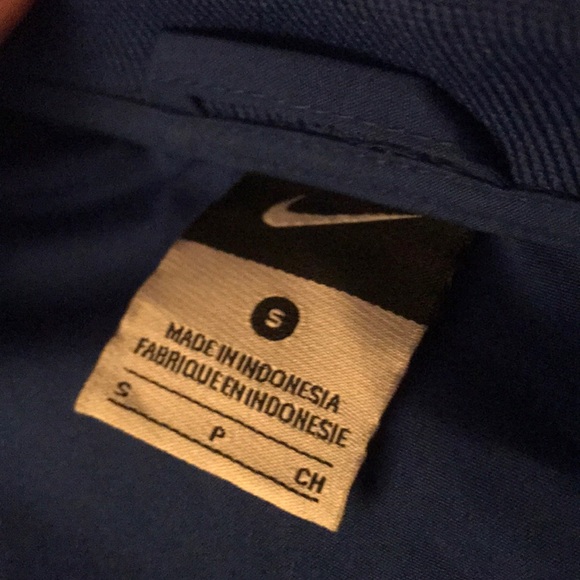 S
MADE IN INDONESIA
FABRIQUE EN INDONESIE
S P CH